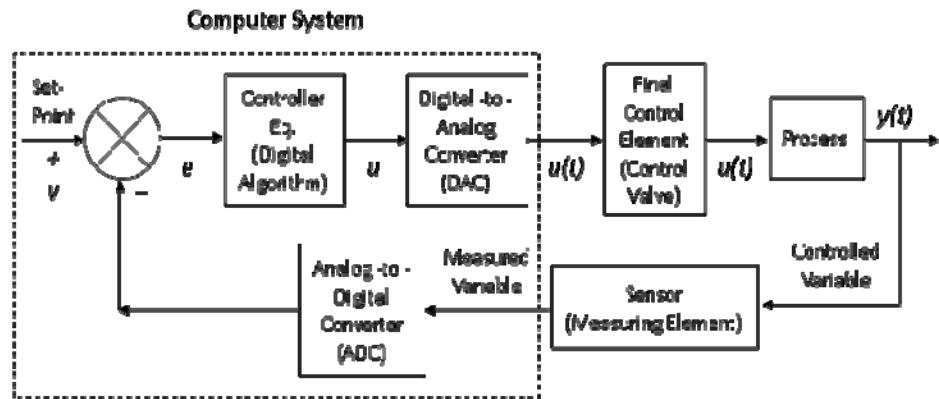 Computer System
Set-
Point
+
v
−
e
Controller
Eq.
(Digital
Algorithm)
u
Digital -to -
Analog
Converter
(DAC)
u(t)
Final
Control
Element
(Control
Valve)
u(t)
Process
y(t)
Analog -to -
Digital
Converter
(ADC)
Measured
Variable
Sensor
(Measuring Element)
Controlled
Variable